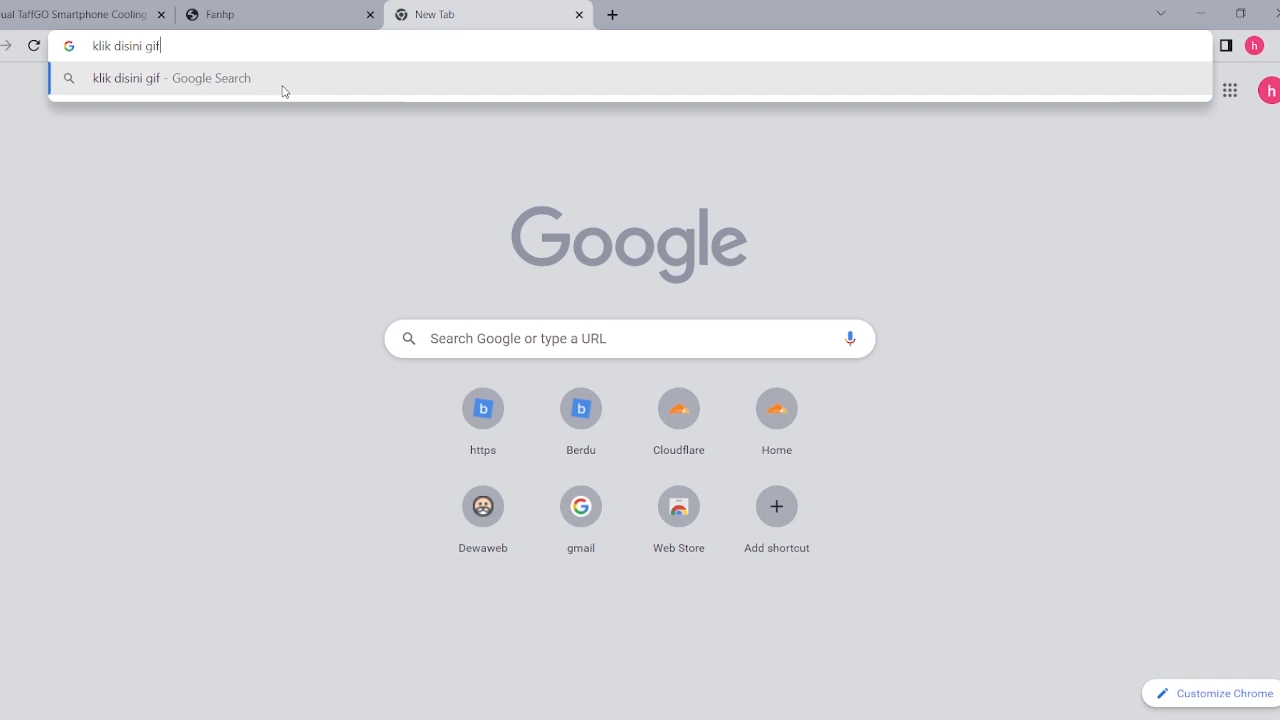 ual TaffGO Smartphone Cooling
Fanhp
New Tab
klik disini gif
h
klik disini gif - Google Search
h
Google
Search Google or type a URL
b
b
https
Berdu
Cloudflare
Home
Dewaweb
gmail
Web Store
Add shortcut
Customize Chrome